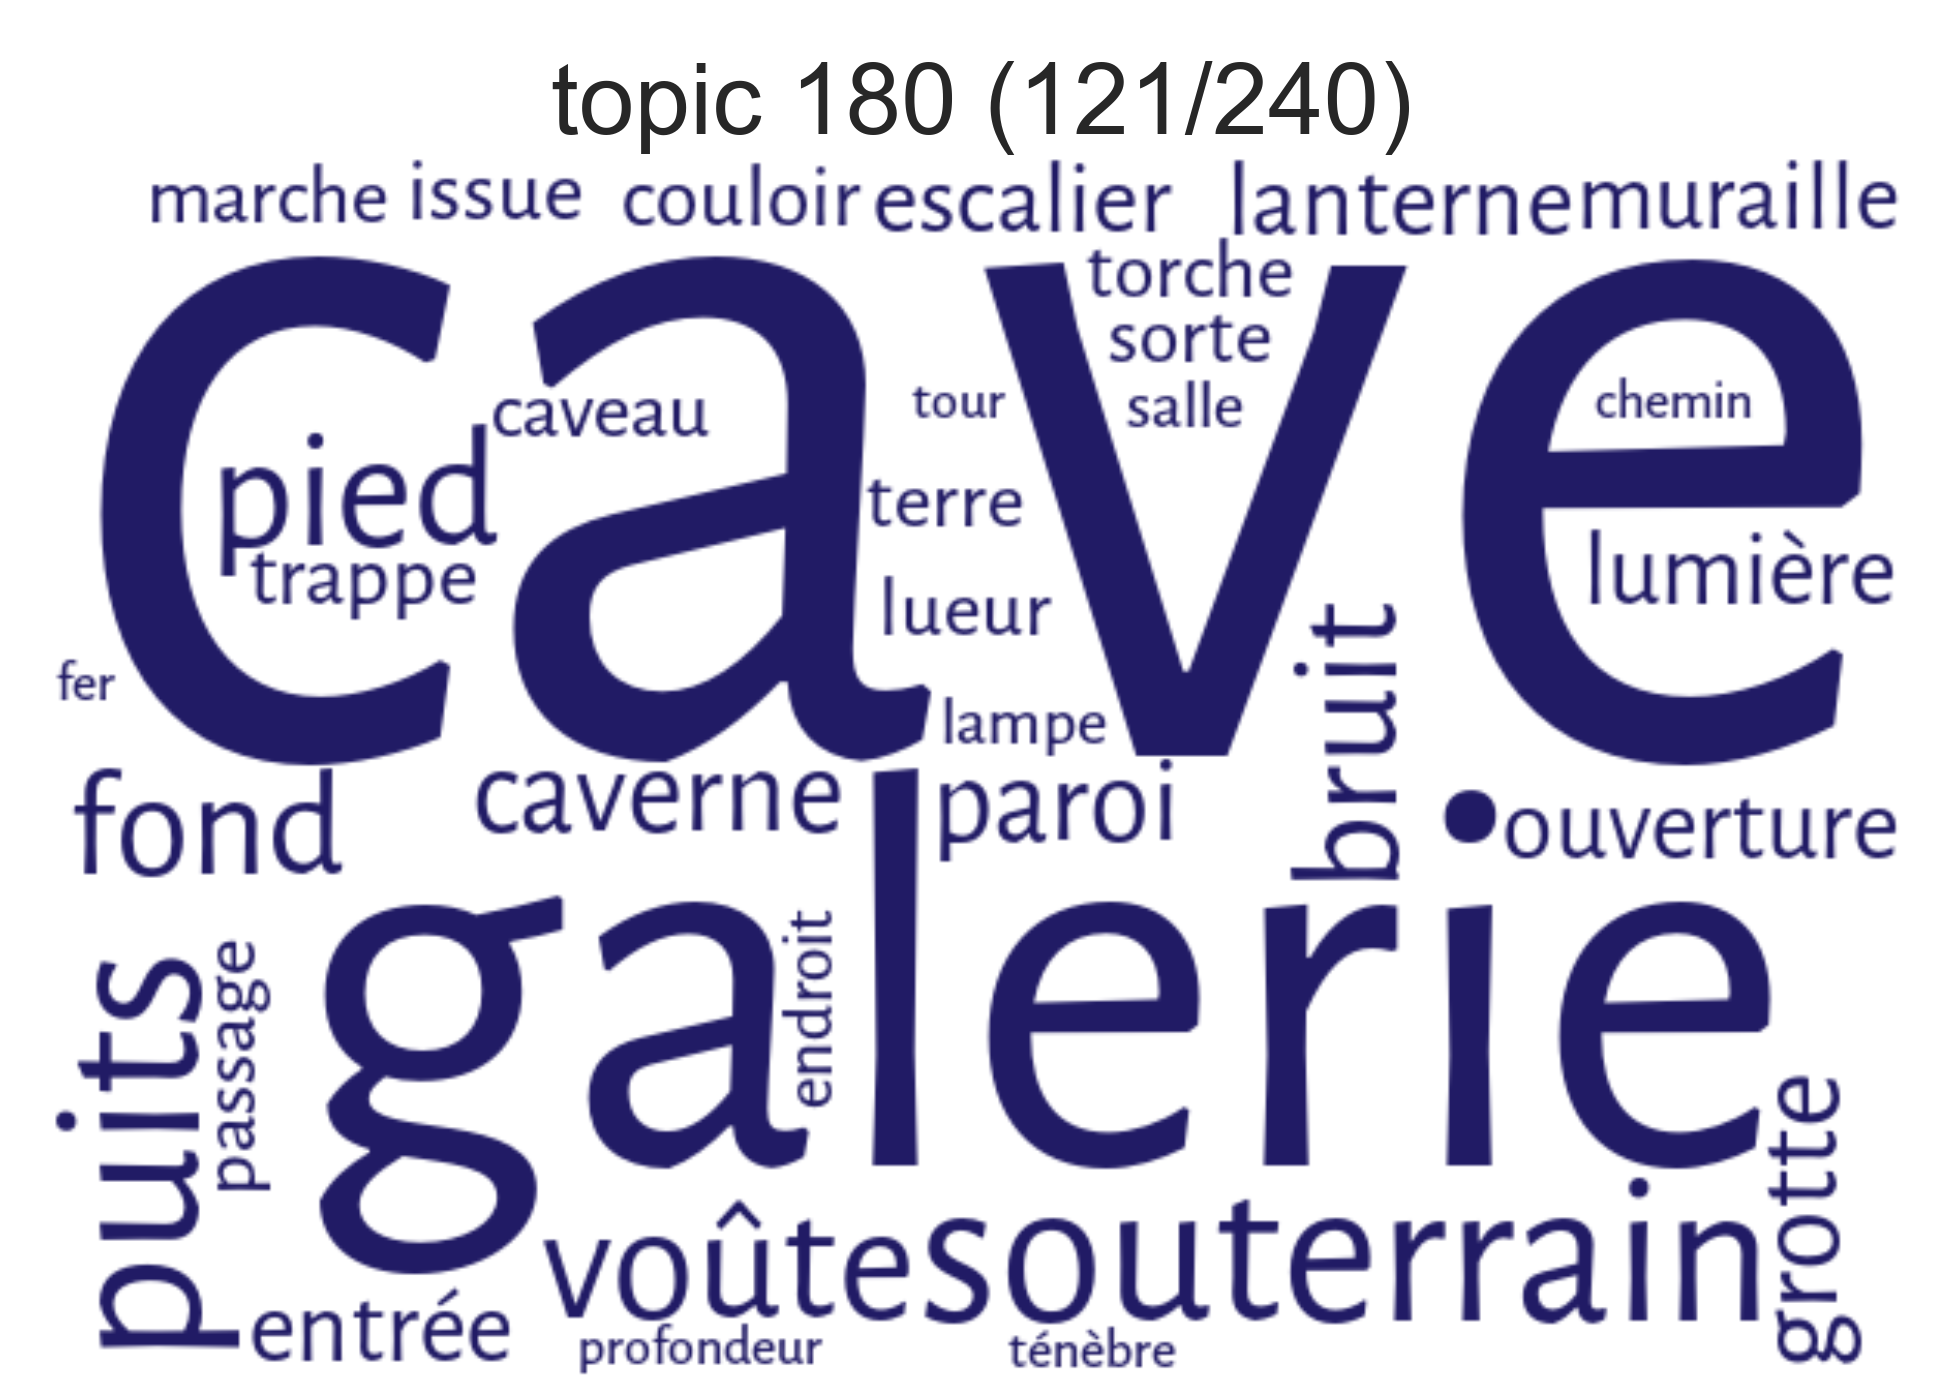 topic 180 (121/240)
marche issue couloir escalier lanterne muraille
cave
torche
sorte
caveau tour salle chemin
pied
terre
trappe
lumière
lueur
bruit
fer
lampe
fond caverne paroi ouverture
galerie
puits
passage
endroit
grotte
voûte souterrain
entrée
profondeur ténèbre